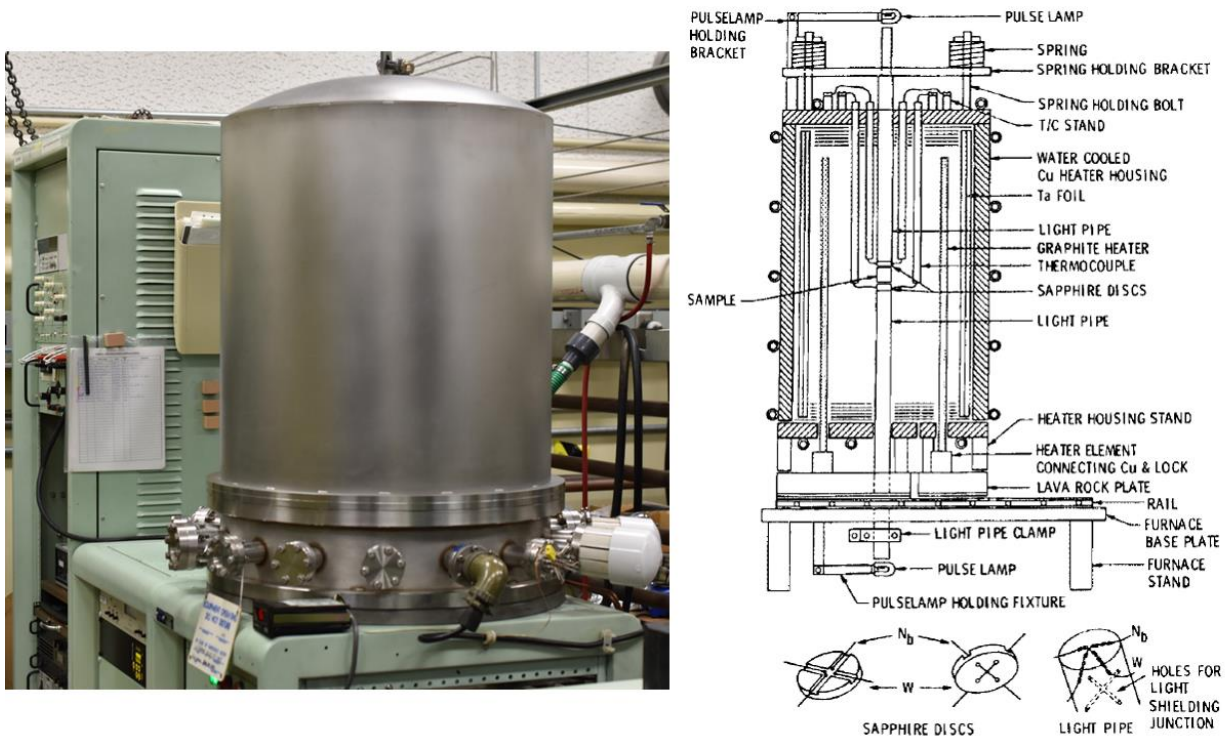 PULSELAMP
HOLDING
BRACKET
PULSE LAMP
SPRING
SPRING HOLDING BRACKET
SPRING HOLDING BOLT
T/C STAND
WATER COOLED
Cu HEATER HOUSING
Ta FOIL
LIGHT PIPE
GRAPHITE HEATER
THERMOCOUPLE
SAMPLE
SAPPHIRE DISCS
LIGHT PIPE
HEATER HOUSING STAND
HEATER ELEMENT
CONNECTING Cu & LOCK
LAVA ROCK PLATE
RAIL
FURNACE
BASE PLATE
LIGHT PIPE CLAMP
FURNACE
STAND
PULSE LAMP
PULSELAMP HOLDING FIXTURE
Nb
W
SAPPHIRE DISCS
Nb
W
HOLES FOR
LIGHT
SHIELDING
JUNCTION
LIGHT PIPE